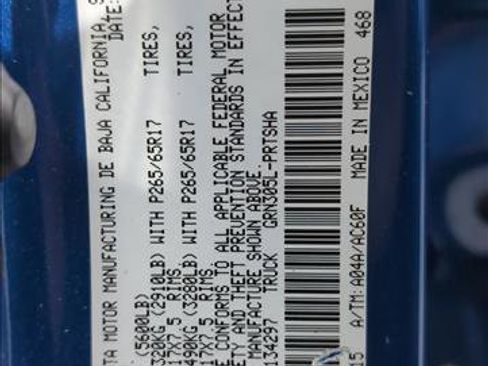 TA MOTOR MANUFACTURING DE BAJA CALIFORNIA, S
DATE:
(5600LB)
320KG (2910LB) WITH P265/65R17 TIRES,
17X7.5 RIMS
490KG (3280LB) WITH P265/65R17 TIRES,
17X7.5 RIMS
E CONFORMS TO ALL APPLICABLE FEDERAL MOTOR
ETY AND THEFT PREVENTION STANDARDS IN EFFECT
MANUFACTURE SHOWN ABOVE.
134297 TRUCK GRN305L-PRTSHA
15 A/TM: A04A/AC60F MADE IN MEXICO 468